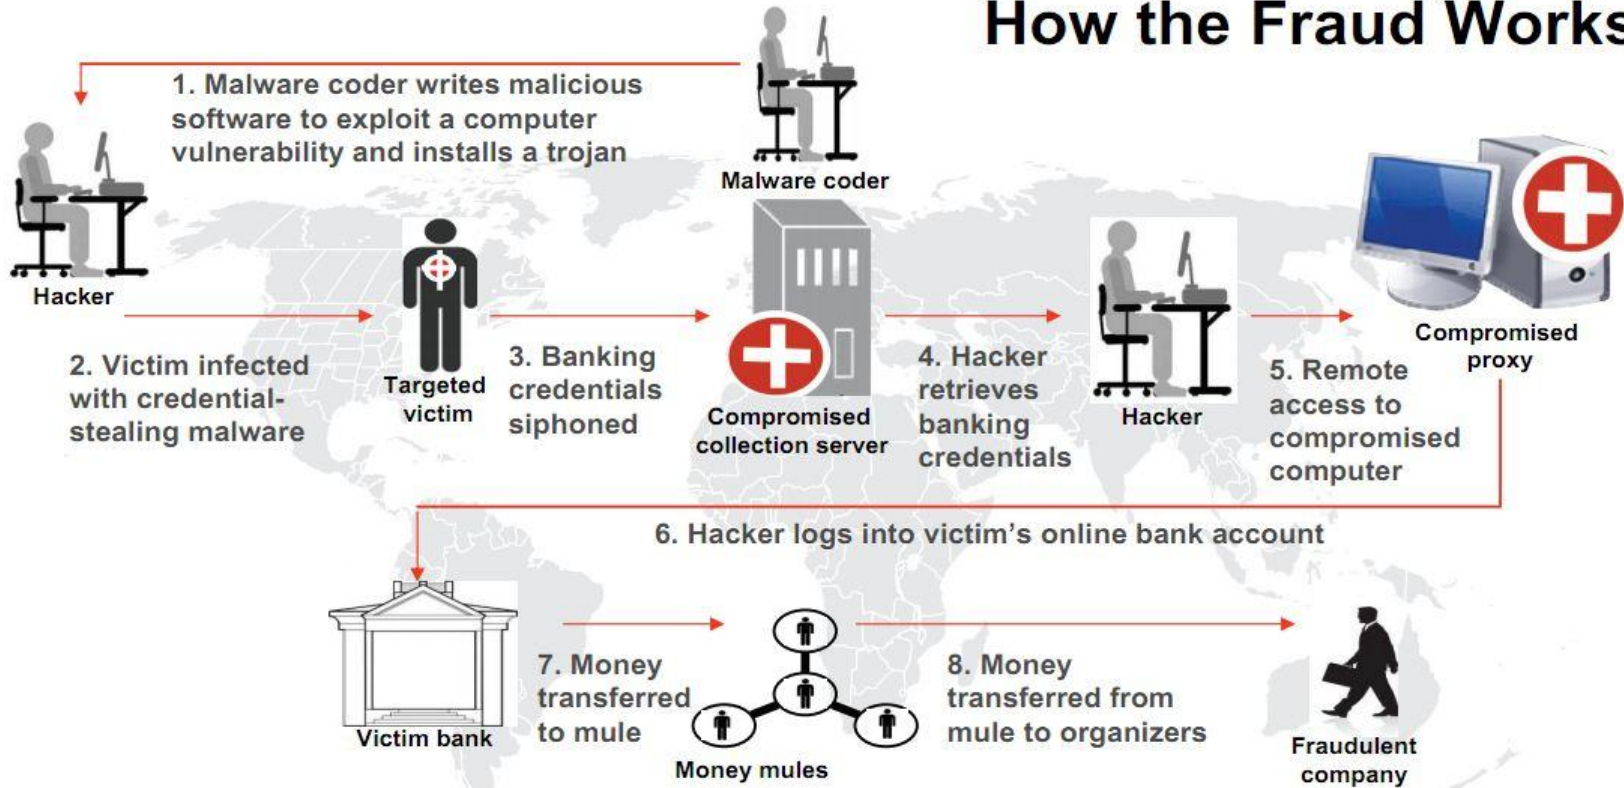 How the Fraud Works
1. Malware coder writes malicious
software to exploit a computer
vulnerability and installs a trojan
Malware coder
Hacker
2. Victim infected
with credential-
stealing malware
Targeted
victim
3. Banking
credentials
siphoned
Compromised
collection server
4. Hacker
retrieves
banking
credentials
Hacker
5. Remote
access to
compromised
computer
Compromised
proxy
6. Hacker logs into victim's online bank account
Victim bank
7. Money
transferred
to mule
Money mules
8. Money
transferred from
mule to organizers
Fraudulent
company